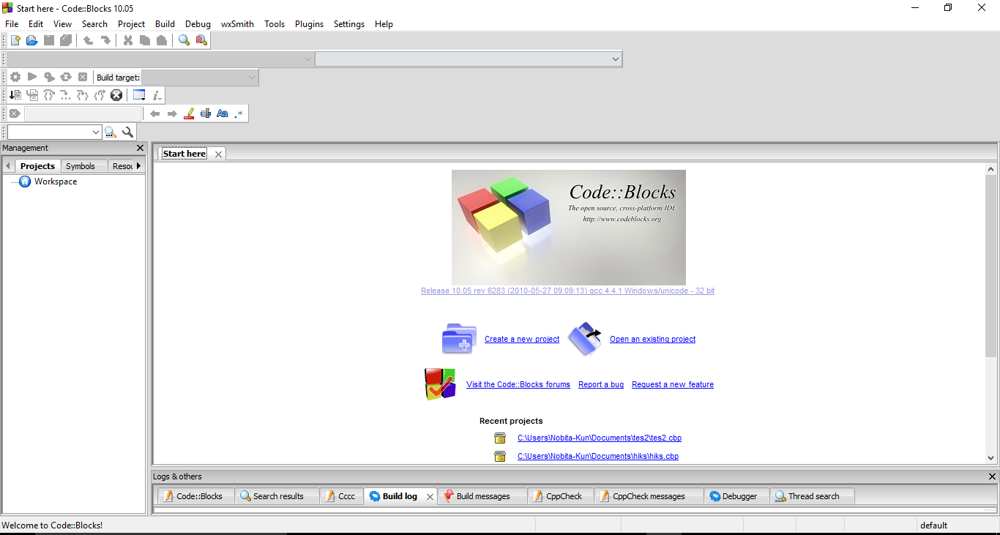 Start here - Code::Blocks 10.05
File Edit View Search Project Build Debug wxSmith Tools Plugins Settings Help
Build target:
Aa .*
Management
Projects Symbols Resou
Workspace
Start here
Code::Blocks
The open source, cross-platform IDE
http://www.codeblocks.org
Release 10.05 rev 6283 (2010-05-27 09:09:13) gcc 4.4.1 Windows/unicode - 32 bit
Create a new project Open an existing project
Visit the Code::Blocks forums Report a bug Request a new feature
Recent projects
C:\Users\Nobita-Kun\Documents\tes2\tes2.cbp
C:\Users\Nobita-Kun\Documents\hiks\hiks.cbp
Logs & others
Code::Blocks Search results Cccc Build log Build messages CppCheck CppCheck messages Debugger Thread search
Welcome to Code::Blocks! default